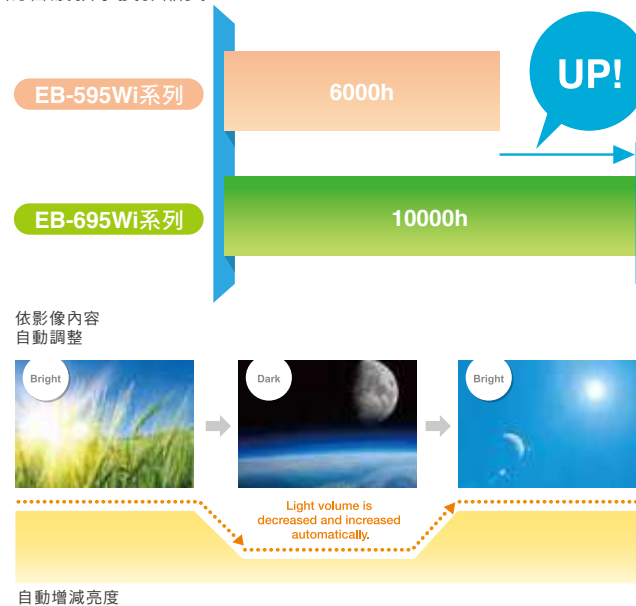 EB-595Wi系列
6000h
UP!
EB-695Wi系列
10000h
依影像內容
自動調整
Bright
Dark
Bright
Light volume is
decreased and increased
automatically.
自動增減亮度